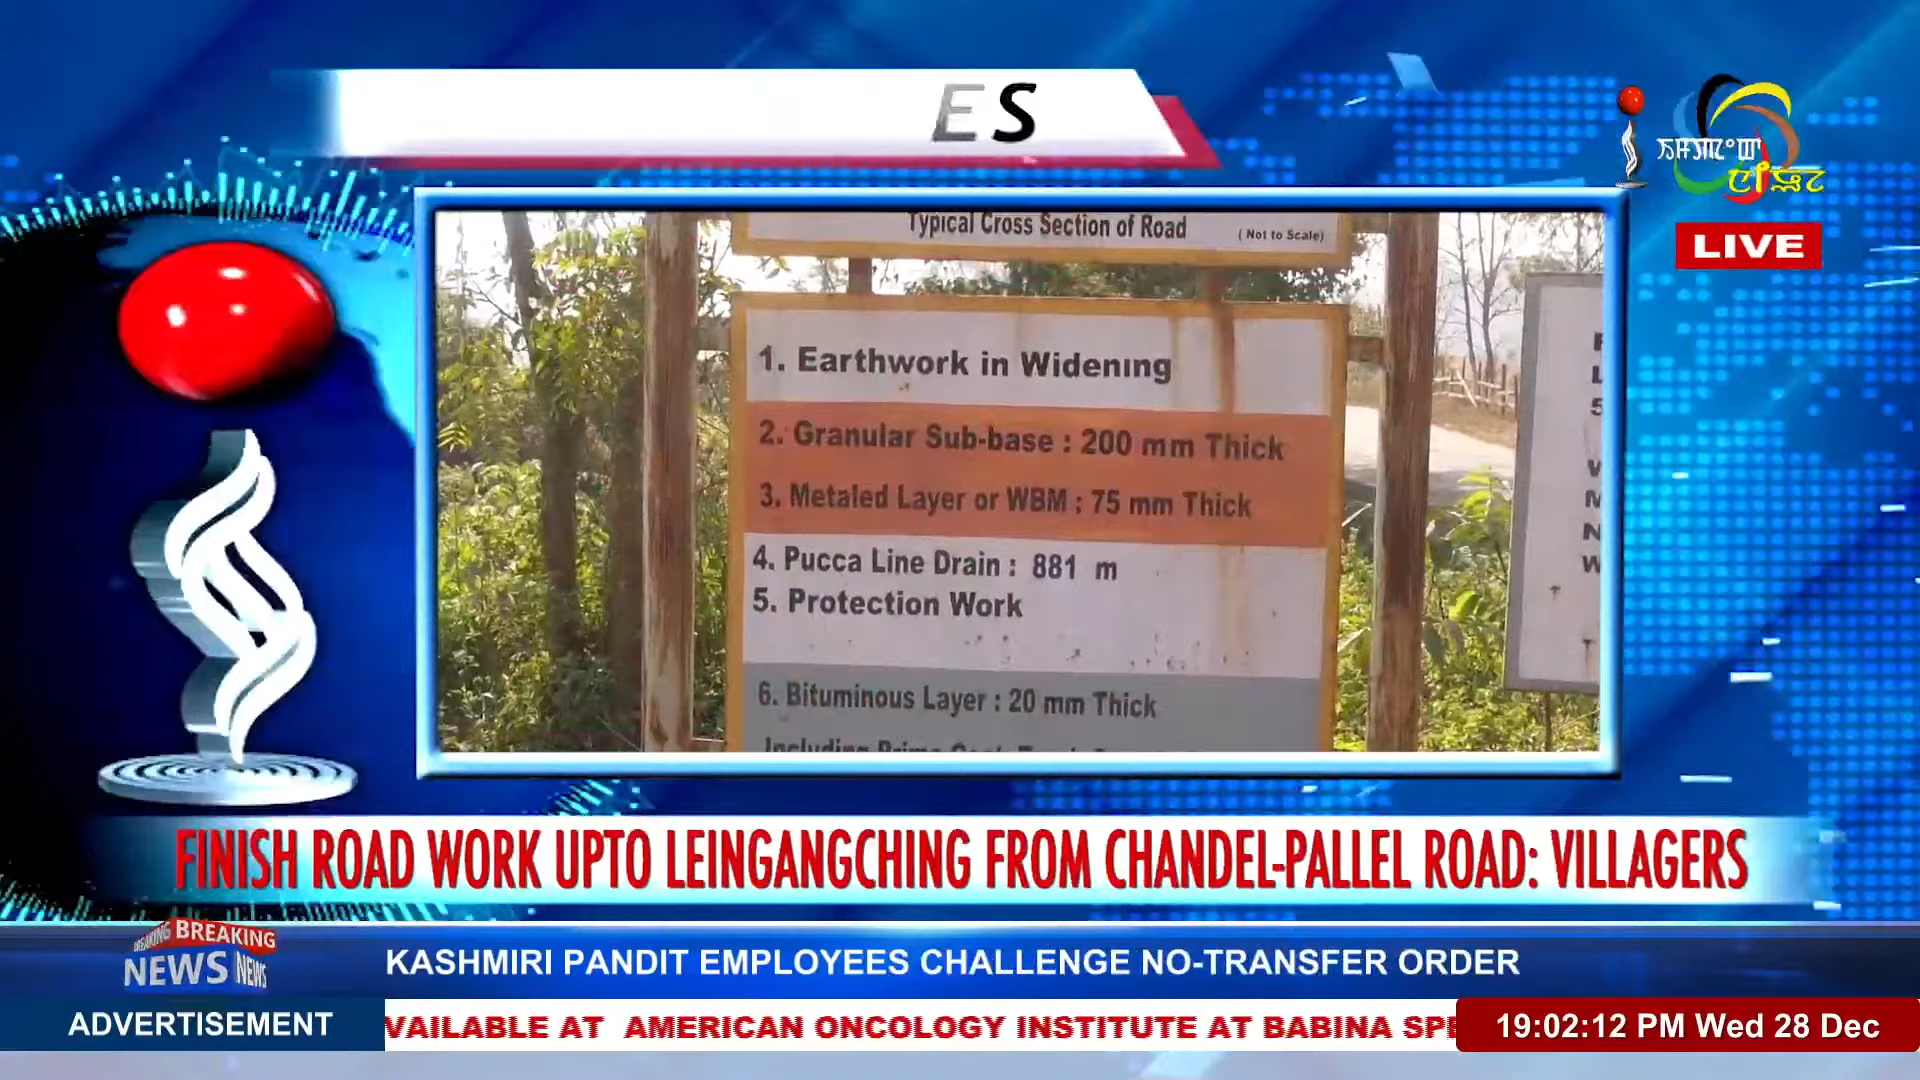 ES
LIVE
Typical Cross Section of Road
( Not to Scale)
1. Earthwork in Widening
2. Granular Sub-base : 200 mm Thick
3. Metaled Layer or WBM : 75 mm Thick
4. Pucca Line Drain : 881 m
5. Protection Work
6. Bituminous Layer : 20 mm Thick
FINISH ROAD WORK UPTO LEINGANGCHING FROM CHANDEL-PALLEL ROAD: VILLAGERS
BREAKING BREAKING
NEWS NEWS
KASHMIRI PANDIT EMPLOYEES CHALLENGE NO-TRANSFER ORDER
ADVERTISEMENT
VAILABLE AT AMERICAN ONCOLOGY INSTITUTE AT BABINA SPE
19:02:12 PM Wed 28 Dec